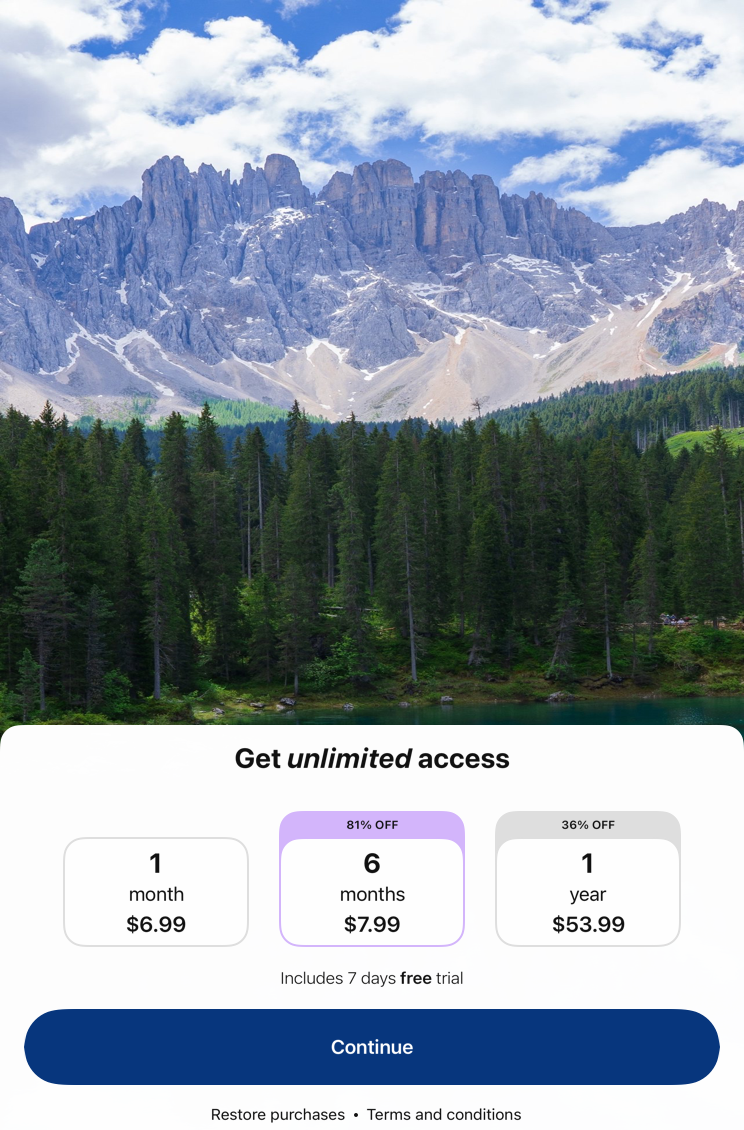 Get unlimited access
1
month
$6.99
81% OFF
6
months
$7.99
36% OFF
1
year
$53.99
Includes 7 days free trial
Continue
Restore purchases • Terms and conditions